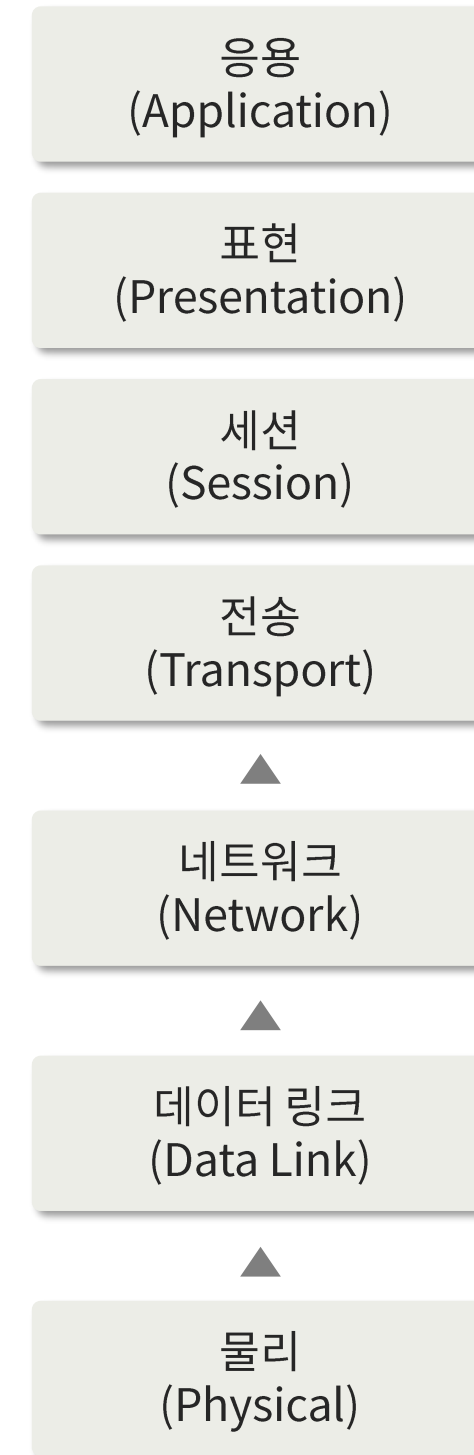 응용
(Application)
표현
(Presentation)
세션
(Session)
전송
(Transport)
네트워크
(Network)
데이터 링크
(Data Link)
물리
(Physical)